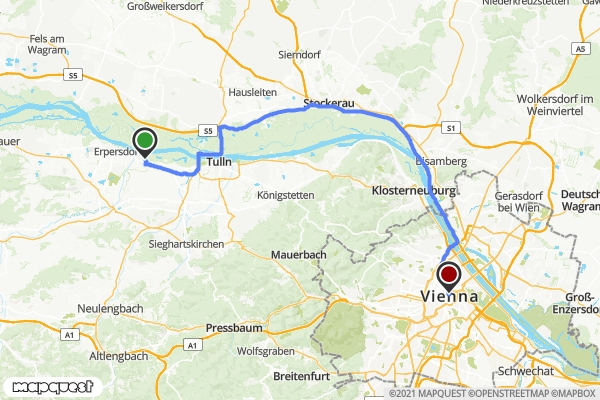 Großweikersdorf
Kreuzstetten
Fels am
Wagram
Sierndorf
A5
S5
Hausleiten
Wolkersdorf im
Weinviertel
Stockerau
S5
S1
Erpersdorf
Tulln
Bisamberg
Klosterneuburg
Königstetten
Gerasdorf
bei Wien
Deutsch
Wagram
Sieghartskirchen
Mauerbach
Vienna
Groß-
Enzersdorf
Neulengbach
A1
Pressbaum
A1
Altlengbach
Wolfsgraben
Breitenfurt
Schwechat
mapquest
©2021 MAPQUEST ©OPENSTREETMAP ©MAPBOX